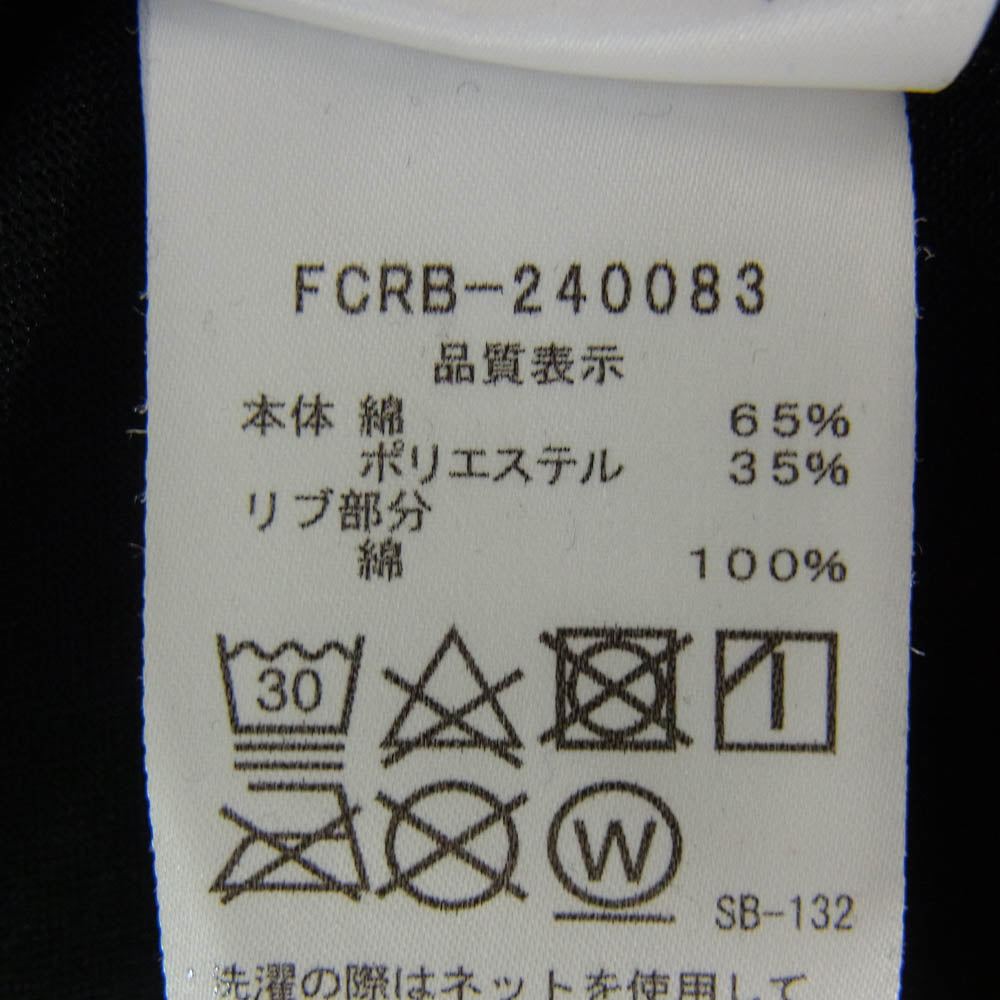 FCRB-240083
品質表示
本体 綿 65%
ポリエステル 35%
リブ部分
綿 100%
30
W
SB-132
洗濯の際はネットを使用して